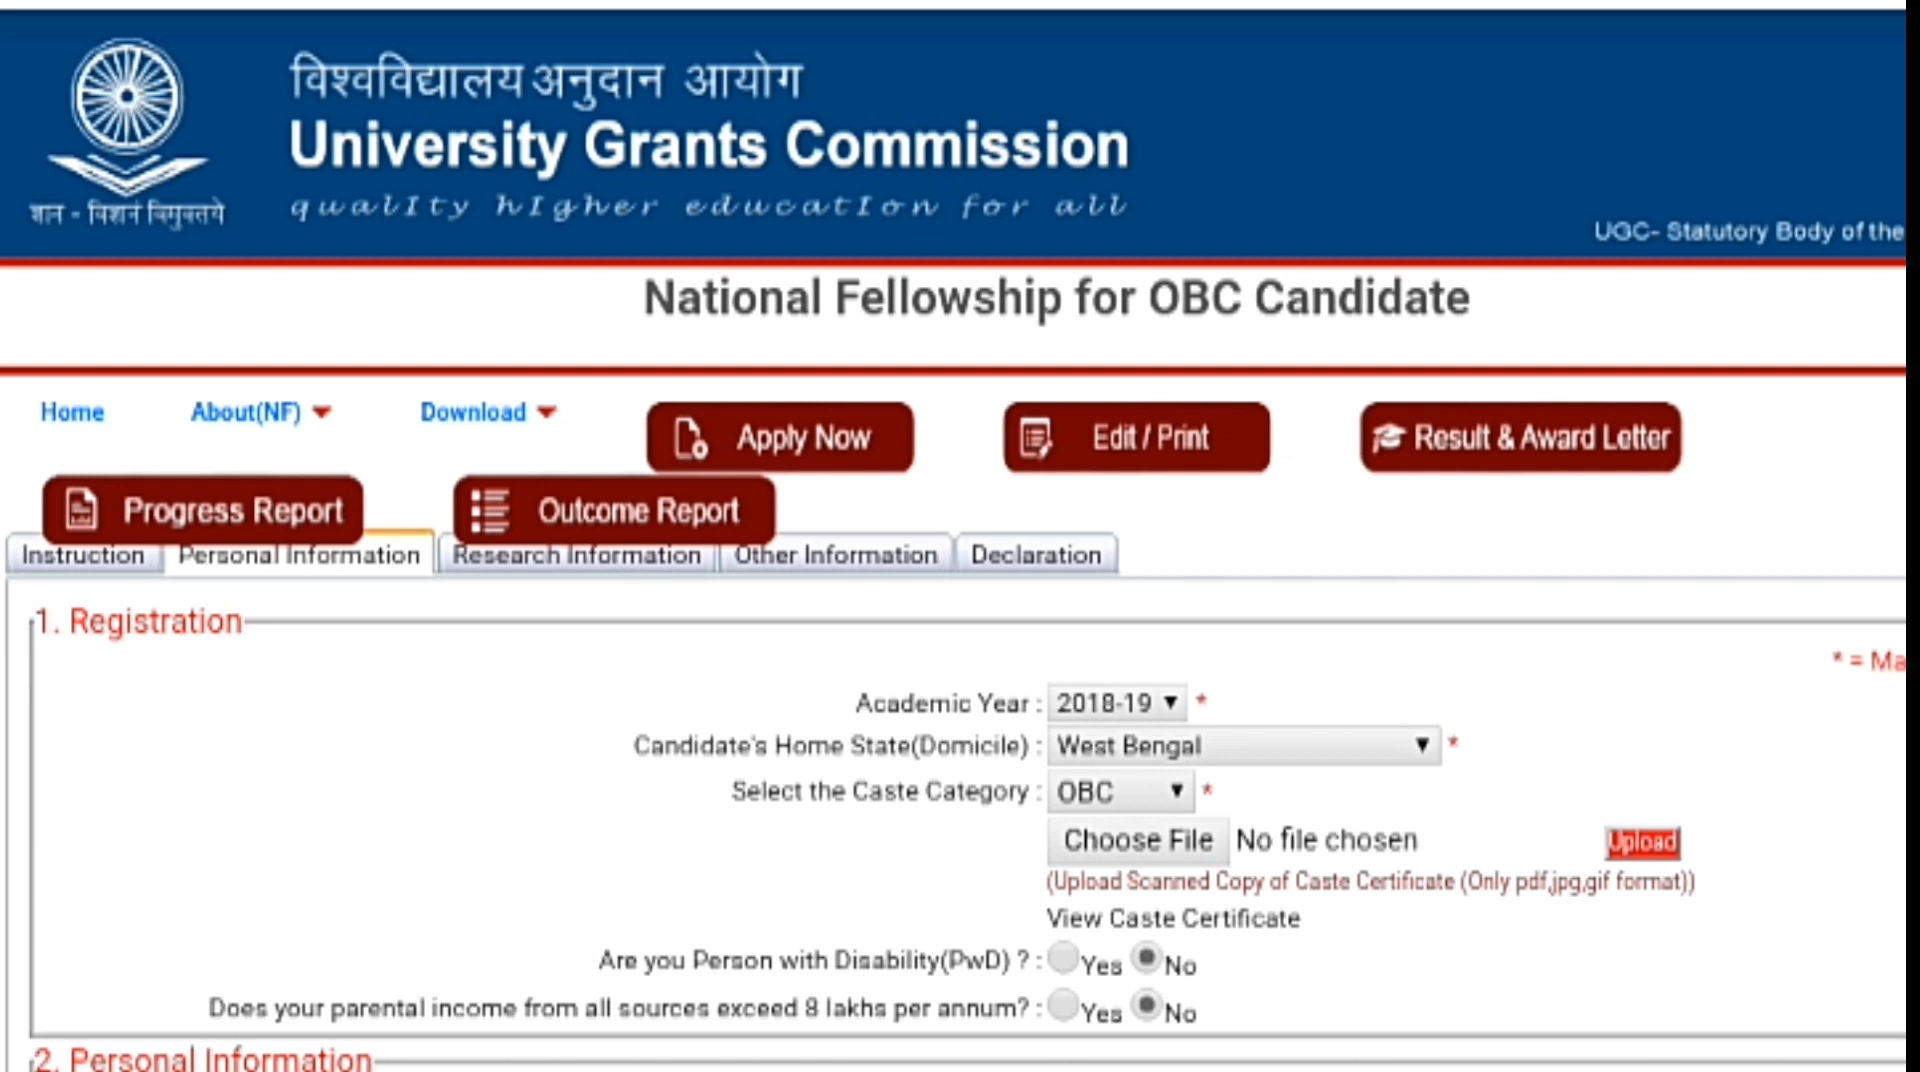 विश्वविद्यालय अनुदान आयोग
University Grants Commission
qualIty hIgher educatIon for all
ज्ञान - विज्ञान विमुक्तये
UGC- Statutory Body of the
National Fellowship for OBC Candidate
Home About(NF) Download Apply Now Edit / Print Result & Award Letter
Progress Report Outcome Report
Instruction Personal Information Research Information Other Information Declaration
1. Registration
* = Ma
Academic Year : 2018-19 *
Candidate's Home State(Domicile) : West Bengal *
Select the Caste Category : OBC *
Choose File No file chosen Upload
(Upload Scanned Copy of Caste Certificate (Only pdf,jpg,gif format))
View Caste Certificate
Are you Person with Disability(PwD) ? : Yes No
Does your parental income from all sources exceed 8 lakhs per annum? : Yes No
2. Personal Information